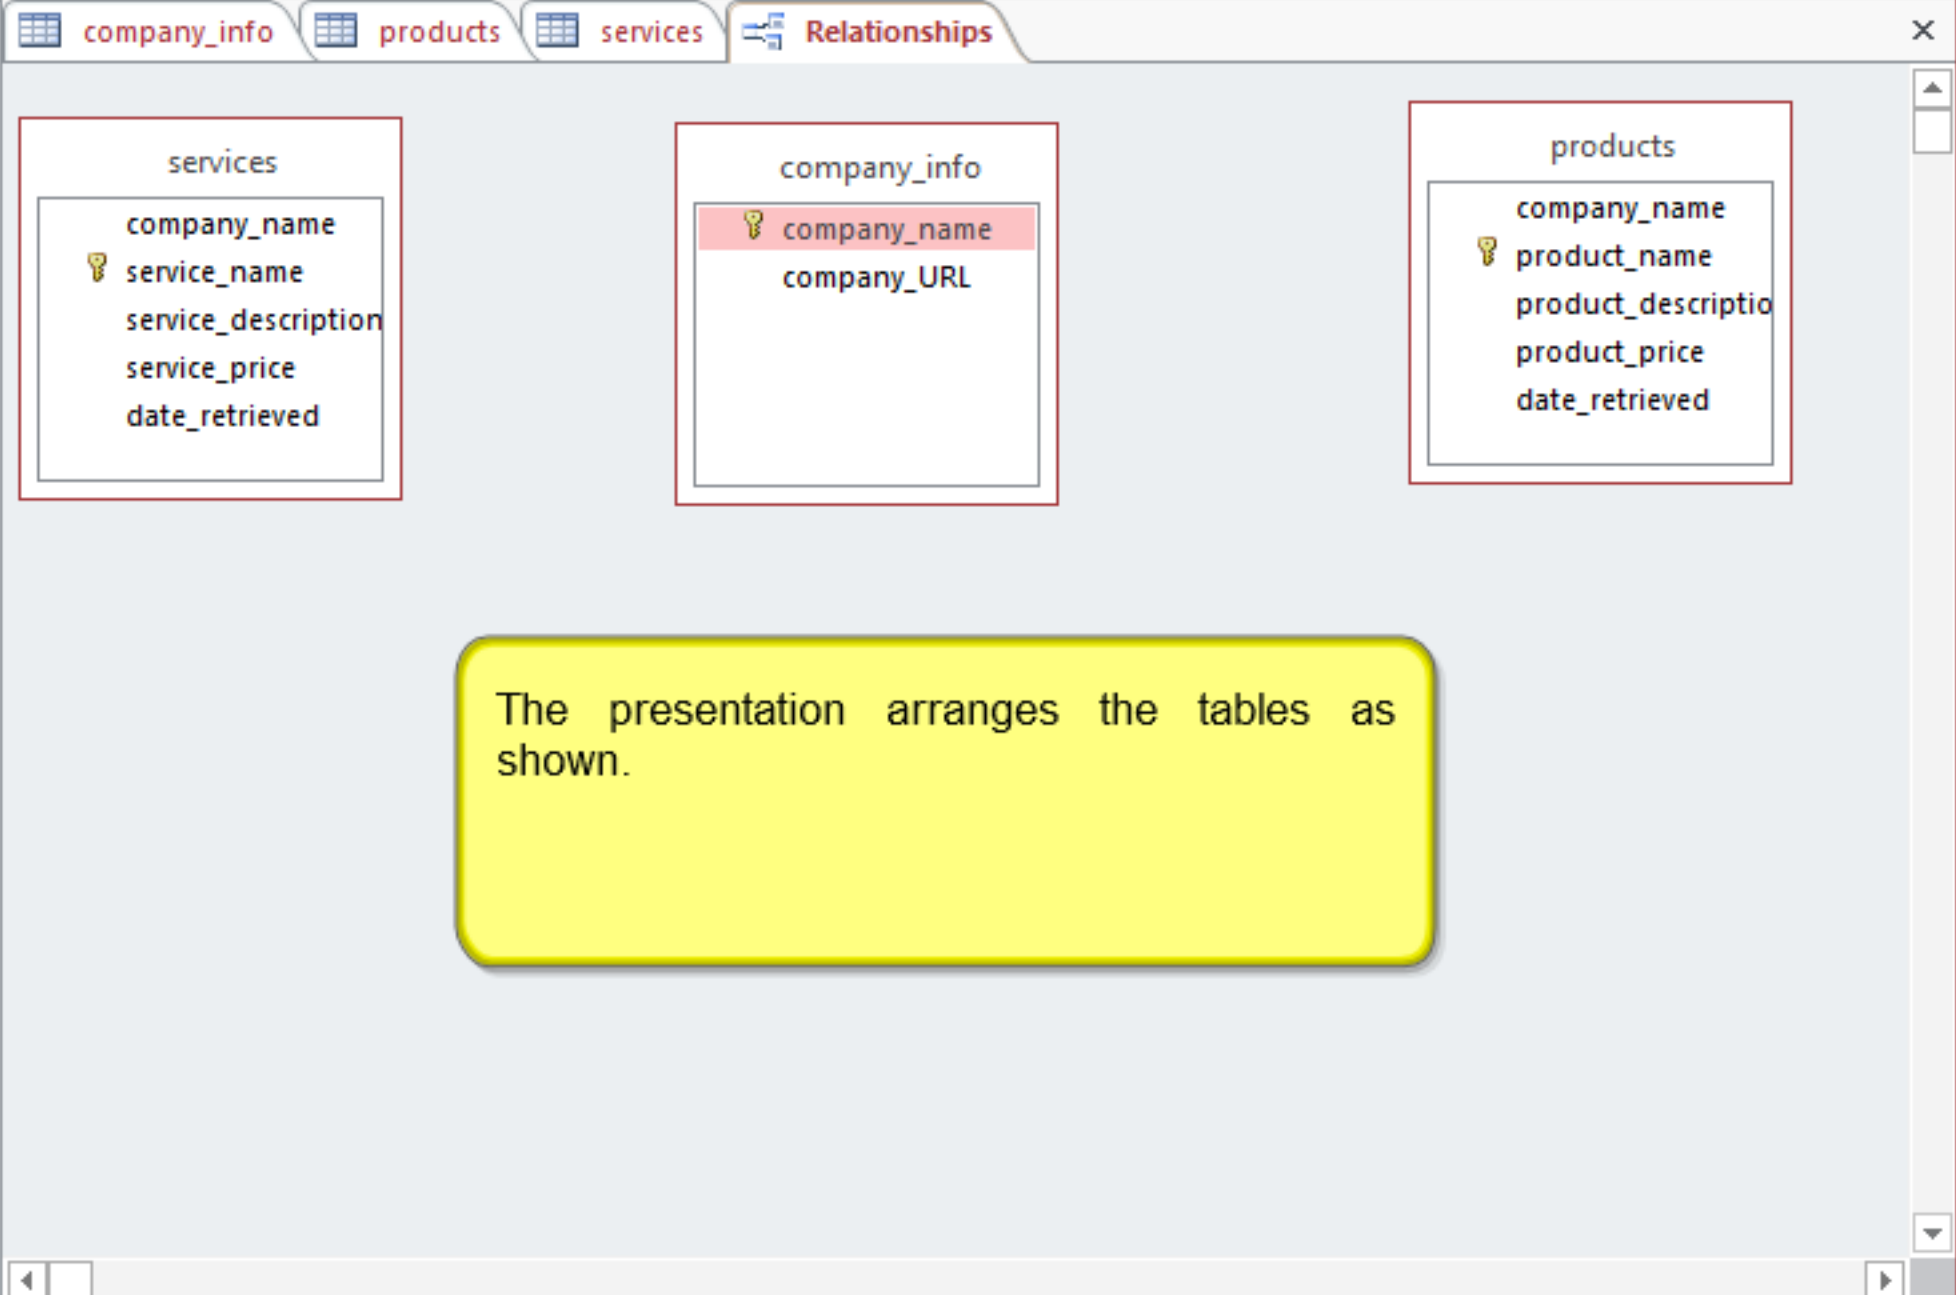 company_info products services Relationships
services
company_name
service_name
service_description
service_price
date_retrieved
company_info
company_name
company_URL
products
company_name
product_name
product_descriptio
product_price
date_retrieved
The presentation arranges the tables as
shown.